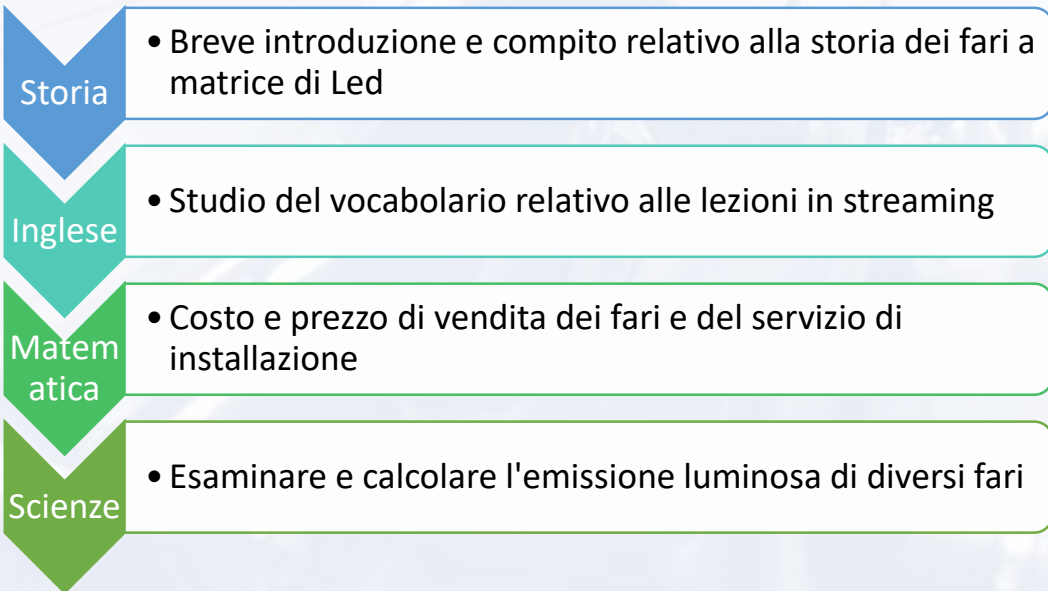 Storia
• Breve introduzione e compito relativo alla storia dei fari a
matrice di Led
Inglese
• Studio del vocabolario relativo alle lezioni in streaming
Matem
atica
• Costo e prezzo di vendita dei fari e del servizio di
installazione
Scienze
• Esaminare e calcolare l'emissione luminosa di diversi fari